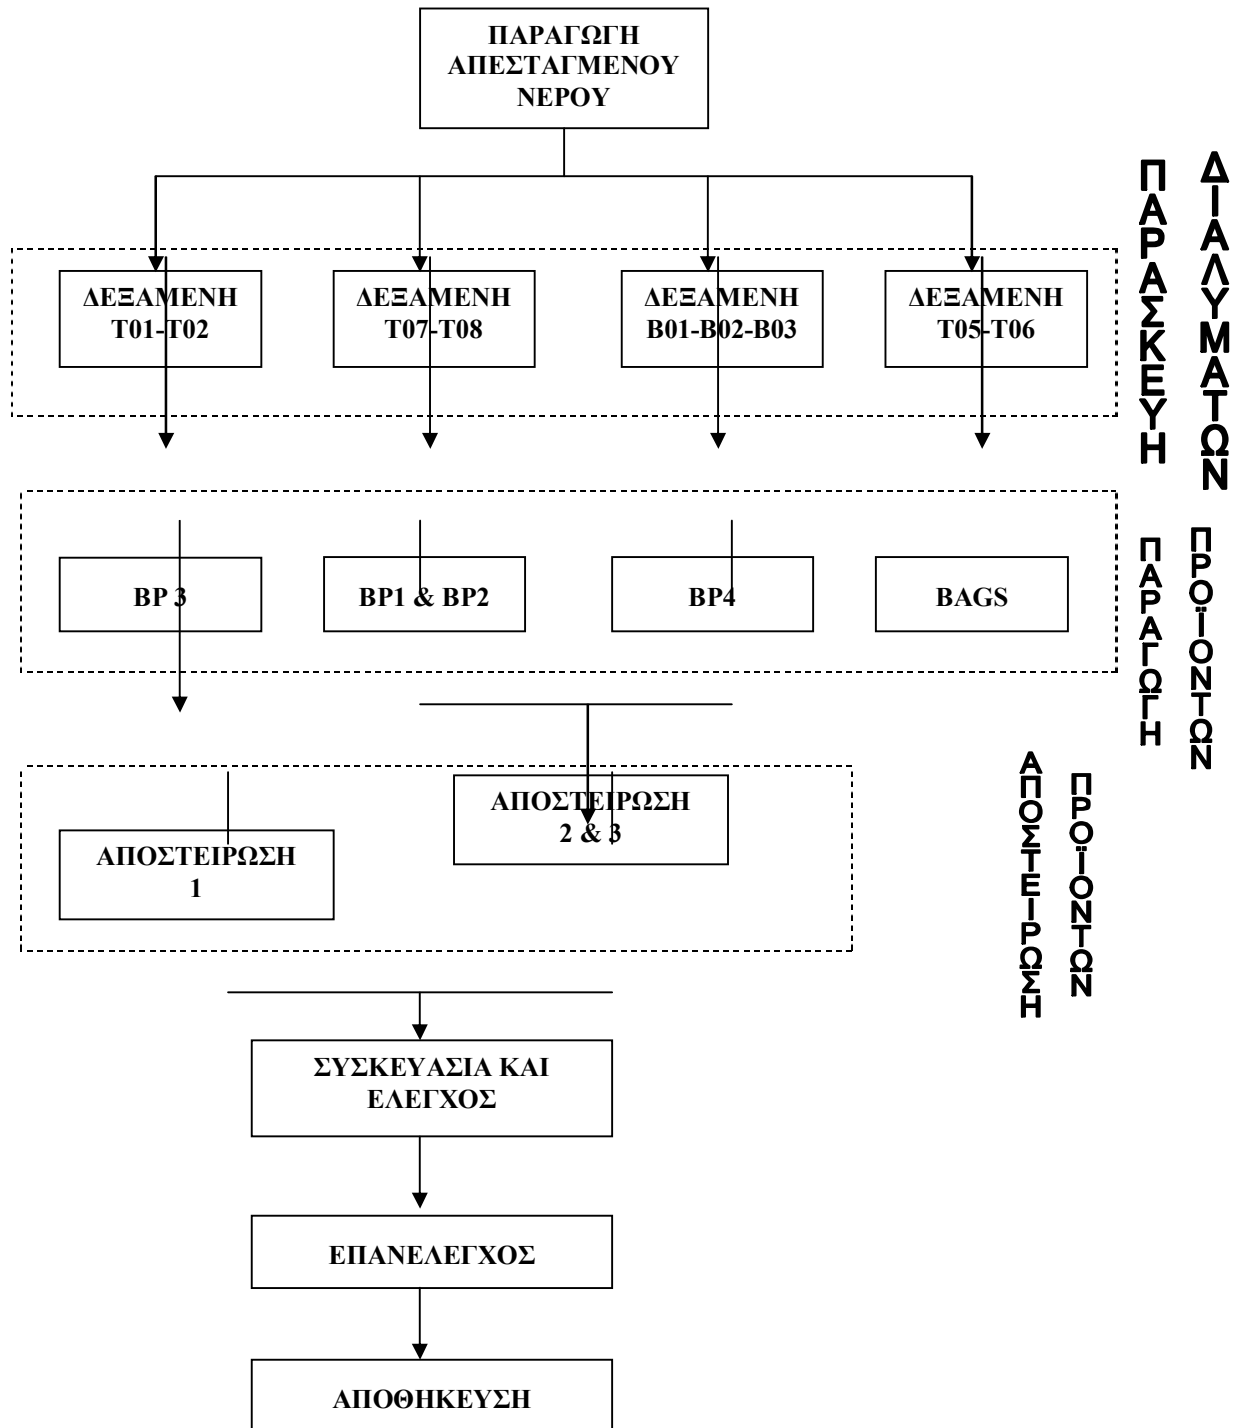 ΠΑΡΑΓΩΓΗ
ΑΠΕΣΤΑΓΜΕΝΟΥ
ΝΕΡΟΥ
ΠΑΡΑΣΚΕΥΗ
ΔΙΑΛΥΜΑΤΩΝ
ΔΕΞΑΜΕΝΗ
Τ01-Τ02
ΔΕΞΑΜΕΝΗ
Τ07-Τ08
ΔΕΞΑΜΕΝΗ
Β01-Β02-Β03
ΔΕΞΑΜΕΝΗ
Τ05-Τ06
ΠΑΡΑΓΩΓΗ
ΠΡΟΪΟΝΤΩΝ
BP 3
BP1 & BP2
BP4
BAGS
ΑΠΟΣΤΕΙΡΩΣΗ
ΠΡΟΪΟΝΤΩΝ
ΑΠΟΣΤΕΙΡΩΣΗ
1
ΑΠΟΣΤΕΙΡΩΣΗ
2 & 3
ΣΥΣΚΕΥΑΣΙΑ ΚΑΙ
ΕΛΕΓΧΟΣ
ΕΠΑΝΕΛΕΓΧΟΣ
ΑΠΟΘΗΚΕΥΣΗ